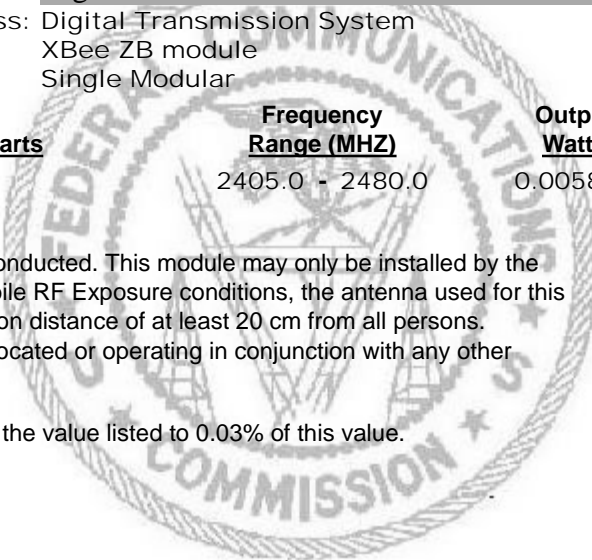 ss: Digital Transmission System
XBee ZB module
Single Modular
Frequency Outp
arts Range (MHZ) Watt
2405.0 - 2480.0 0.0058
onducted. This module may only be installed by the
bile RF Exposure conditions, the antenna used for this
on distance of at least 20 cm from all persons.
ocated or operating in conjunction with any other
the value listed to 0.03% of this value.
FEDERAL COMMUNICATIONS COMMISSION